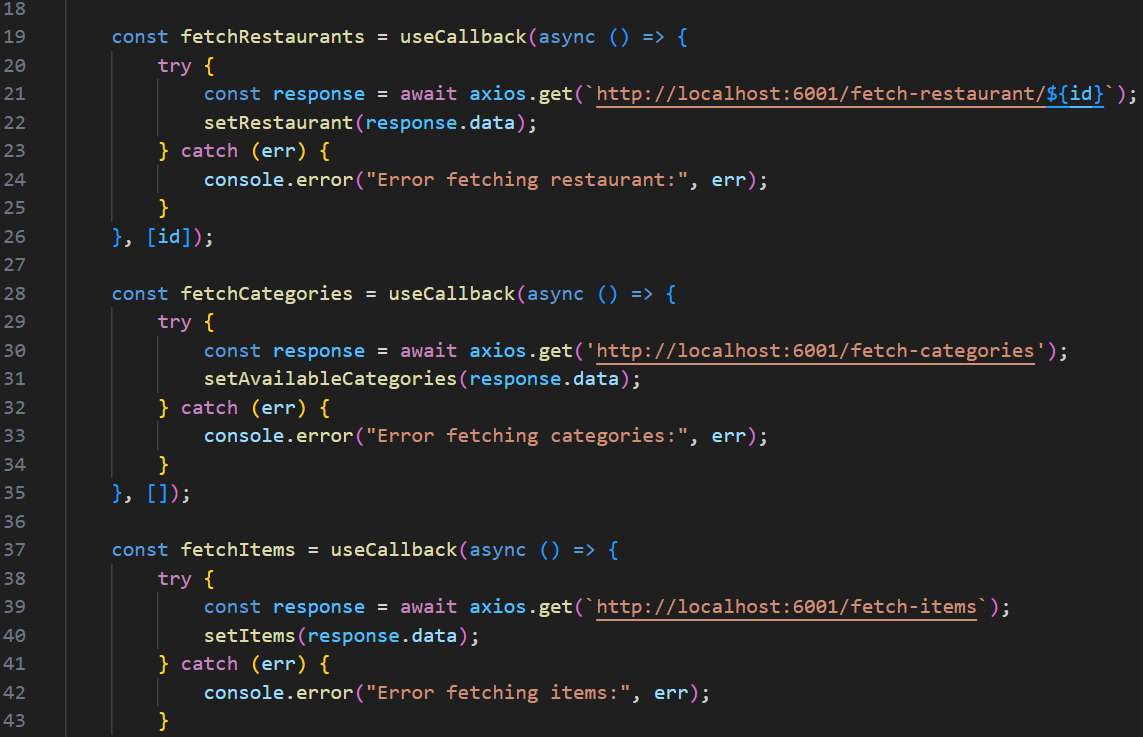 18
19 const fetchRestaurants = useCallback(async () => {
20 try {
21 const response = await axios.get(`http://localhost:6001/fetch-restaurant/${id}`);
22 setRestaurant(response.data);
23 } catch (err) {
24 console.error("Error fetching restaurant:", err);
25 }
26 }, [id]);
27
28 const fetchCategories = useCallback(async () => {
29 try {
30 const response = await axios.get('http://localhost:6001/fetch-categories');
31 setAvailableCategories(response.data);
32 } catch (err) {
33 console.error("Error fetching categories:", err);
34 }
35 }, []);
36
37 const fetchItems = useCallback(async () => {
38 try {
39 const response = await axios.get(`http://localhost:6001/fetch-items`);
40 setItems(response.data);
41 } catch (err) {
42 console.error("Error fetching items:", err);
43 }